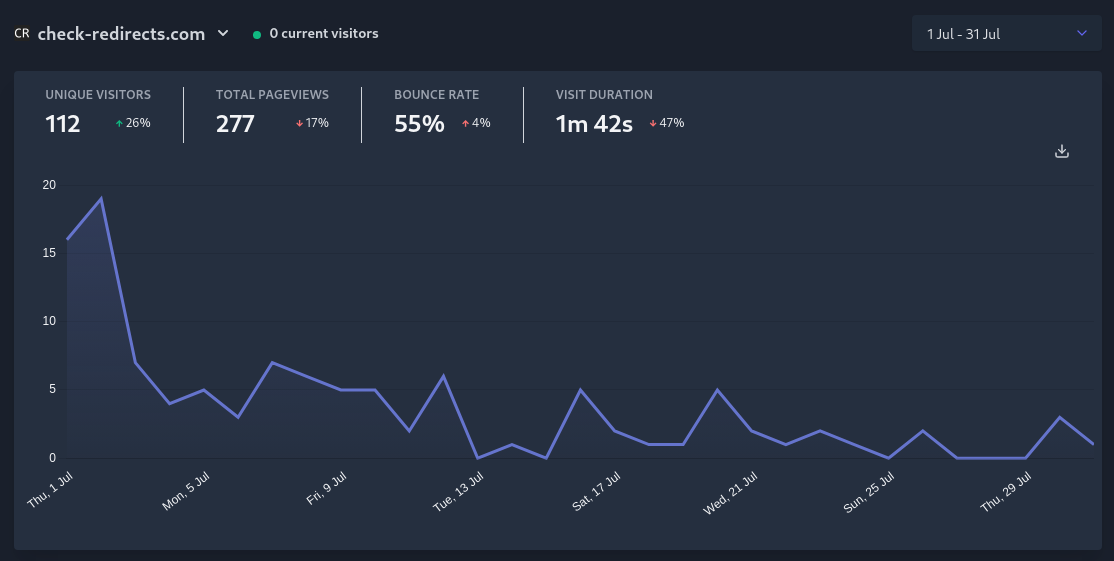 CR check-redirects.com 0 current visitors 1 Jul - 31 Jul
UNIQUE VISITORS TOTAL PAGEVIEWS BOUNCE RATE VISIT DURATION
112 ↑ 26% 277 ↓ 17% 55% ↑ 4% 1m 42s ↓ 47%
20
15
10
5
0
Thu, 1 Jul Mon, 5 Jul Fri, 9 Jul Tue, 13 Jul Sat, 17 Jul Wed, 21 Jul Sun, 25 Jul Thu, 29 Jul